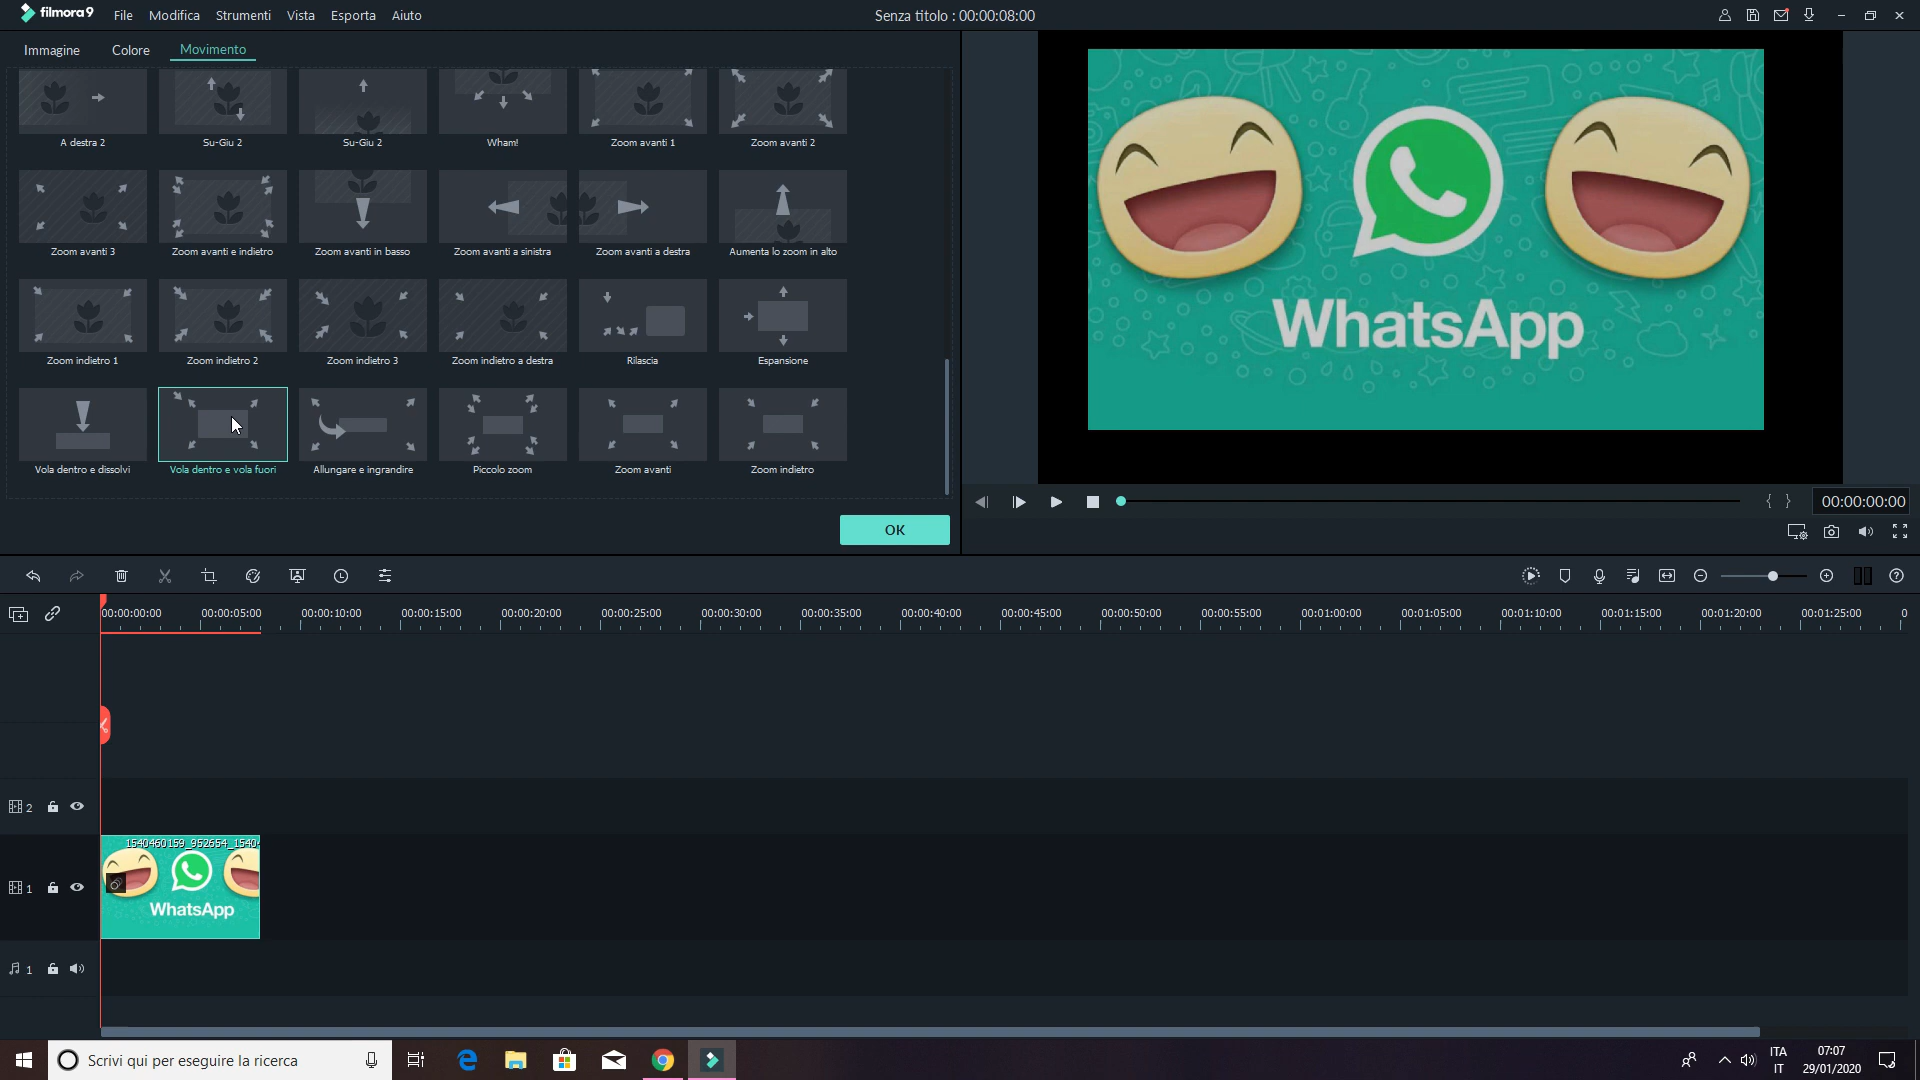 filmora9 File Modifica Strumenti Vista Esporta Aiuto Senza titolo : 00:00:08:00
Immagine Colore Movimento
A destra 2 Su-Giu 2 Su-Giu 2 Wham! Zoom avanti 1 Zoom avanti 2
Zoom avanti 3 Zoom avanti e indietro Zoom avanti in basso Zoom avanti a sinistra Zoom avanti a destra Aumenta lo zoom in alto
Zoom indietro 1 Zoom indietro 2 Zoom indietro 3 Zoom indietro a destra Rilascia Espansione
Vola dentro e dissolvi Vola dentro e vola fuori Allungare e ingrandire Piccolo zoom Zoom avanti Zoom indietro
OK
WhatsApp
{ } 00:00:00:00
00:00:00:00 00:00:05:00 00:00:10:00 00:00:15:00 00:00:20:00 00:00:25:00 00:00:30:00 00:00:35:00 00:00:40:00 00:00:45:00 00:00:50:00 00:00:55:00 00:01:00:00 00:01:05:00 00:01:10:00 00:01:15:00 00:01:20:00 00:01:25:00 0
2
1540460159_952654_1540
1
WhatsApp
1
Scrivi qui per eseguire la ricerca
ITA
IT
07:07
29/01/2020